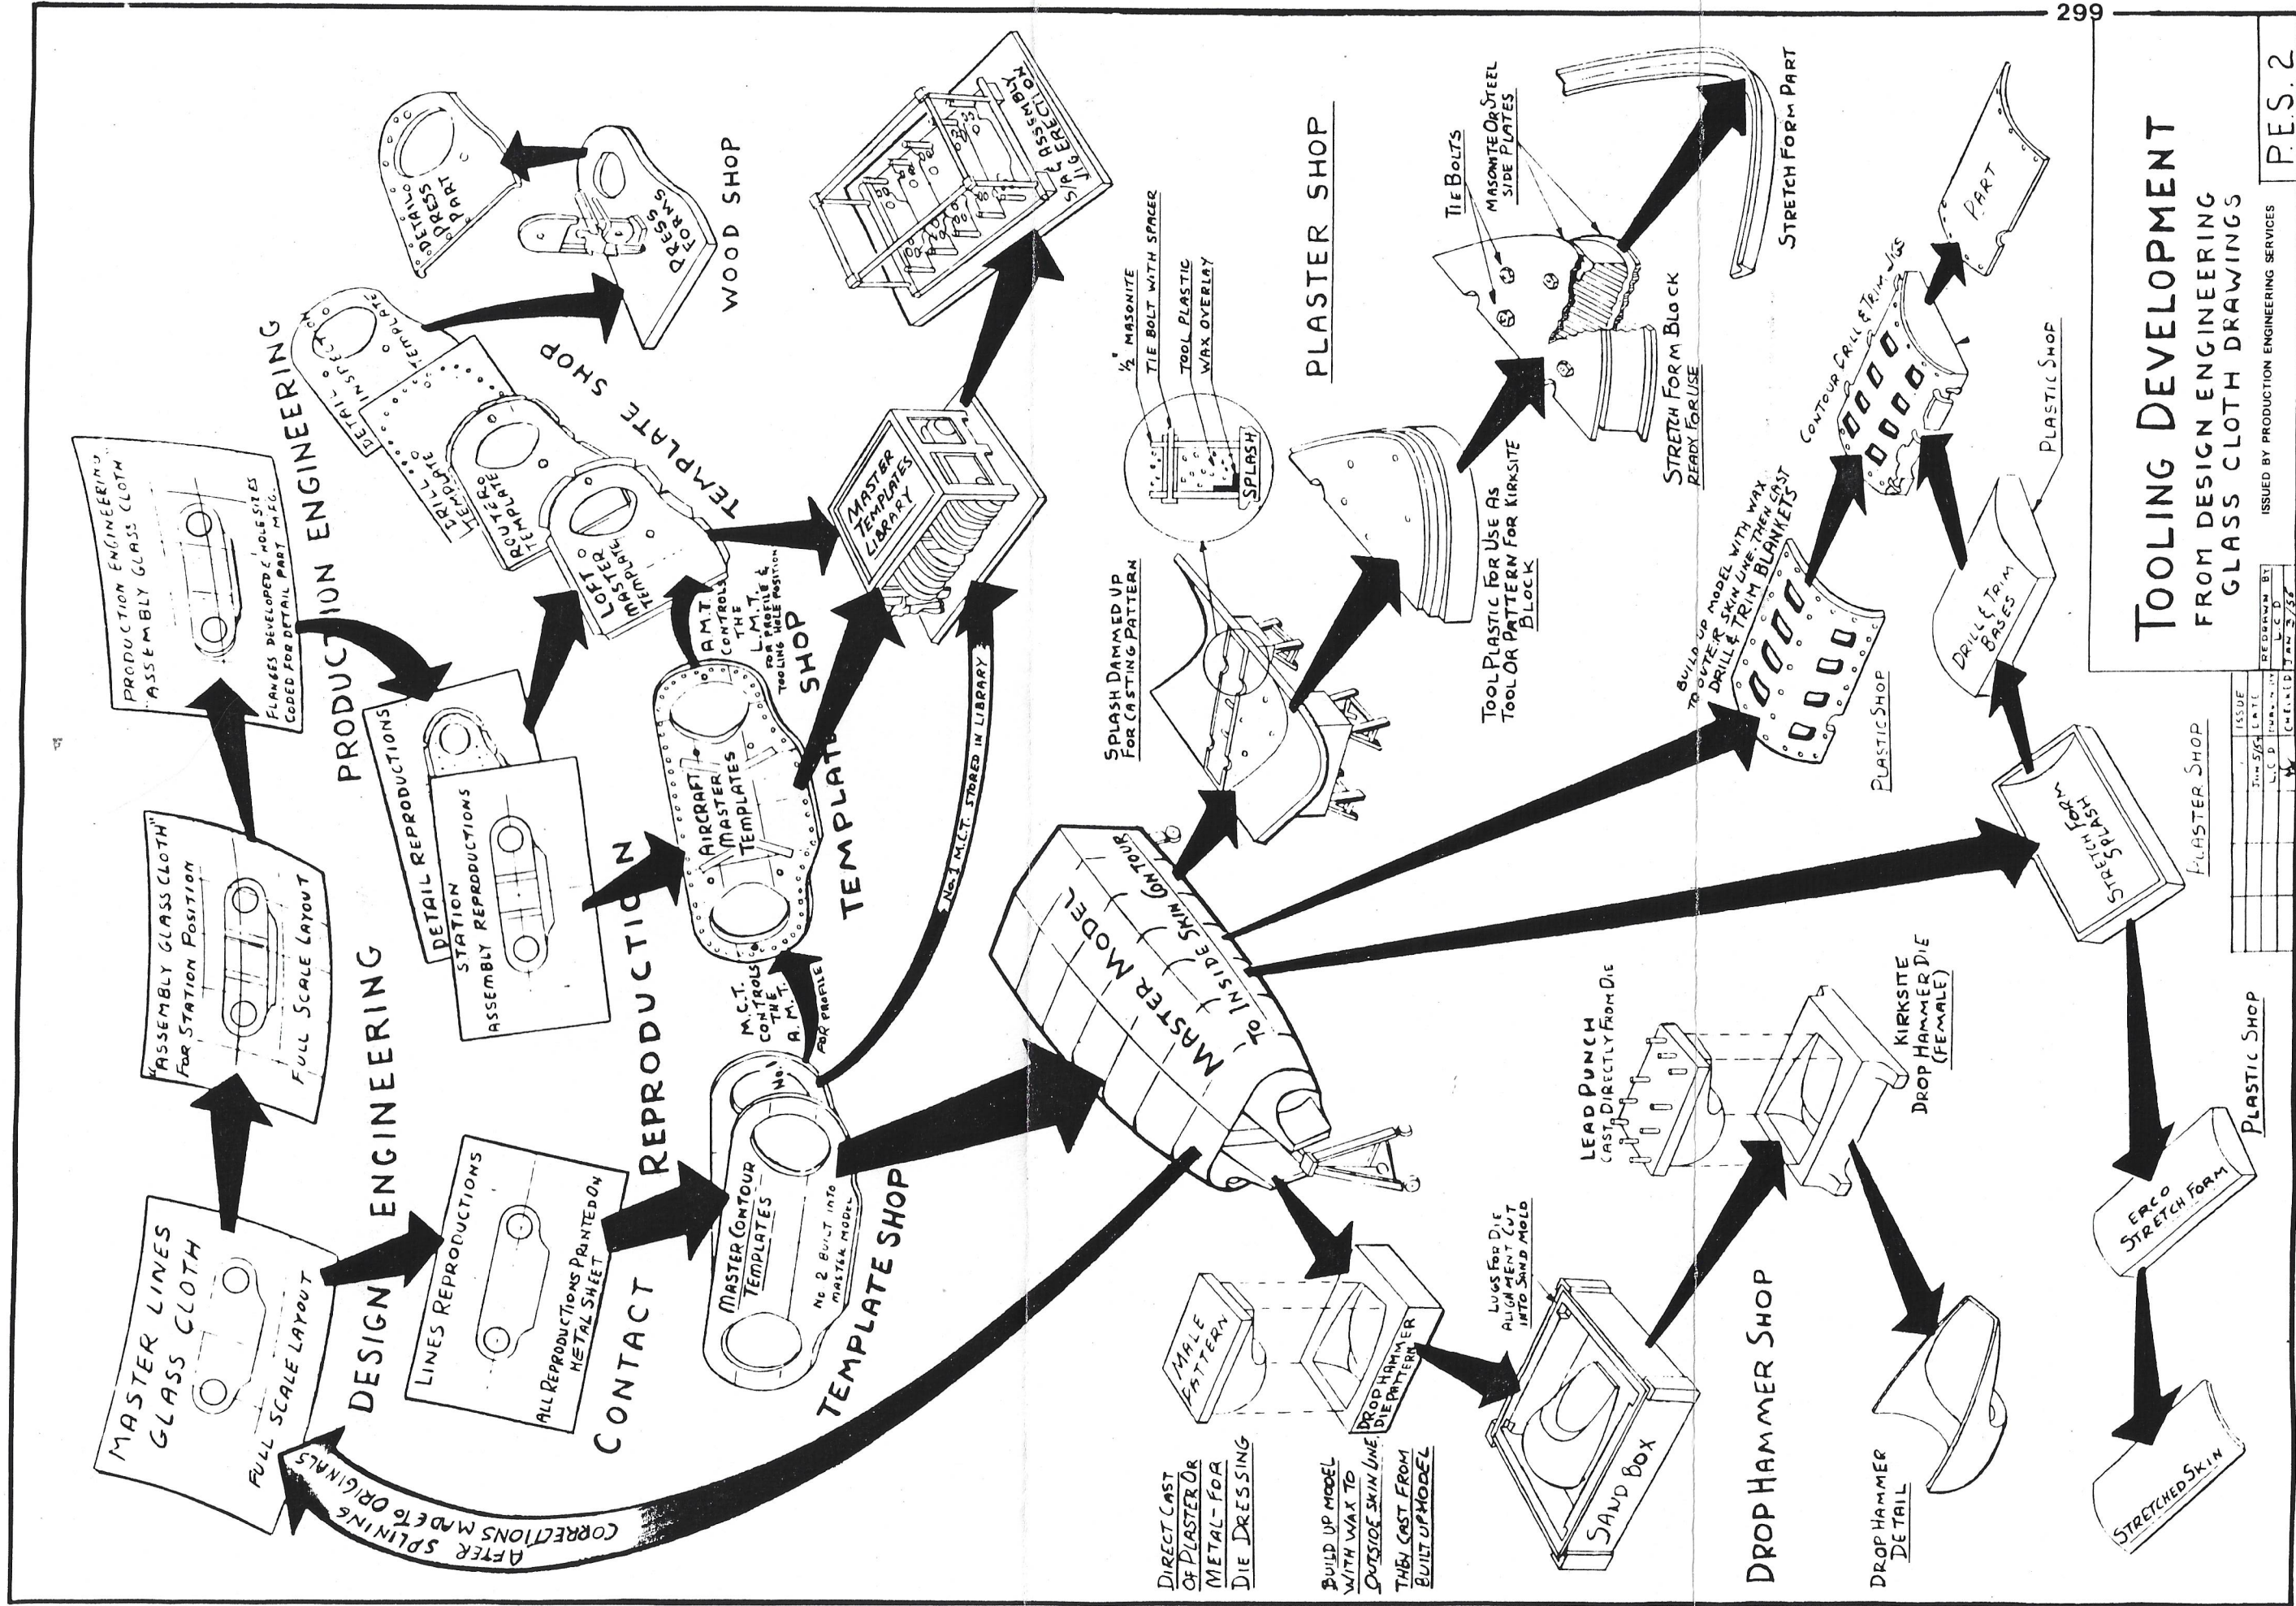 299
TOOLING DEVELOPMENT
FROM DESIGN ENGINEERING
GLASS CLOTH DRAWINGS
ISSUED BY PRODUCTION ENGINEERING SERVICES
P.E.S. 2
ISSUE
REDRAWN BY
L.C.D
MASTER LINES
GLASS CLOTH
FULL SCALE LAYOUT
"ASSEMBLY GLASS CLOTH"
FOR STATION POSITION
FULL SCALE LAYOUT
PRODUCTION ENGINEERING
"ASSEMBLY GLASS CLOTH"
FLANGES DEVELOPED & HOLE SIZES
CODED FOR DETAIL PART MFG.
DESIGN ENGINEERING
PRODUCTION ENGINEERING
LINES REPRODUCTIONS
ALL REPRODUCTIONS PRINTED ON
METAL SHEET
DETAIL REPRODUCTIONS
STATION
ASSEMBLY REPRODUCTIONS
CONTACT REPRODUCTION
DETAIL
INSPECTION
TEMPLATE
DRILL
TEMPLATE
ROUTER
TEMPLATE
LOFT
MASTER
TEMPLATE
TEMPLATE SHOP
DETAIL
PRESS
PART
PRESS
FORMS
WOOD SHOP
MASTER CONTOUR
TEMPLATES
No.1
No 2 BUILT INTO
MASTER MODEL
TEMPLATE SHOP
M.C.T.
CONTROLS
THE
A.M.T.
FOR PROFILE
AIRCRAFT
MASTER
TEMPLATES
A.M.T.
CONTROLS
THE
L.M.T.
FOR PROFILE &
TOOLING HOLE POSITION
TEMPLATE SHOP
No.1 M.C.T. STORED IN LIBRARY
MASTER
TEMPLATES
LIBRARY
S/A & ASSEMBLY
JIG ERECTION
AFTER SPLINING
CORRECTIONS MADE TO ORIGINALS
MASTER MODEL
TO INSIDE SKIN CONTOUR
SPLASH DAMMED UP
FOR CASTING PATTERN
½" MASONITE
TIE BOLT WITH SPACER
TOOL PLASTIC
WAX OVERLAY
SPLASH
PLASTER SHOP
TOOL PLASTIC FOR USE AS
TOOL OR PATTERN FOR KIRKSITE
BLOCK
TIE BOLTS
MASONITE OR STEEL
SIDE PLATES
STRETCH FORM BLOCK
READY FOR USE
STRETCH FORM PART
DIRECT CAST
OF PLASTER OR
METAL-FOR
DIE DRESSING
MALE
PATTERN
DROP HAMMER
DIE PATTERN
BUILD UP MODEL
WITH WAX TO
OUTSIDE SKIN LINE.
THEN CAST FROM
BUILT UP MODEL
LUGS FOR DIE
ALIGNMENT CUT
INTO SAND MOLD
SAND BOX
LEAD PUNCH
CAST DIRECTLY FROM DIE
KIRKSITE
DROP HAMMER DIE
(FEMALE)
DROP HAMMER SHOP
DROP HAMMER
DETAIL
BUILD UP MODEL WITH WAX
TO OUTER SKIN LINE. THEN CAST
DRILL & TRIM BLANKETS
PLASTIC SHOP
CONTOUR DRILL & TRIM JIGS
PART
DRILL & TRIM
BASES
PLASTIC SHOP
STRETCH FORM
SPLASH
PLASTER SHOP
ERCO
STRETCH FORM
PLASTIC SHOP
STRETCHED SKIN